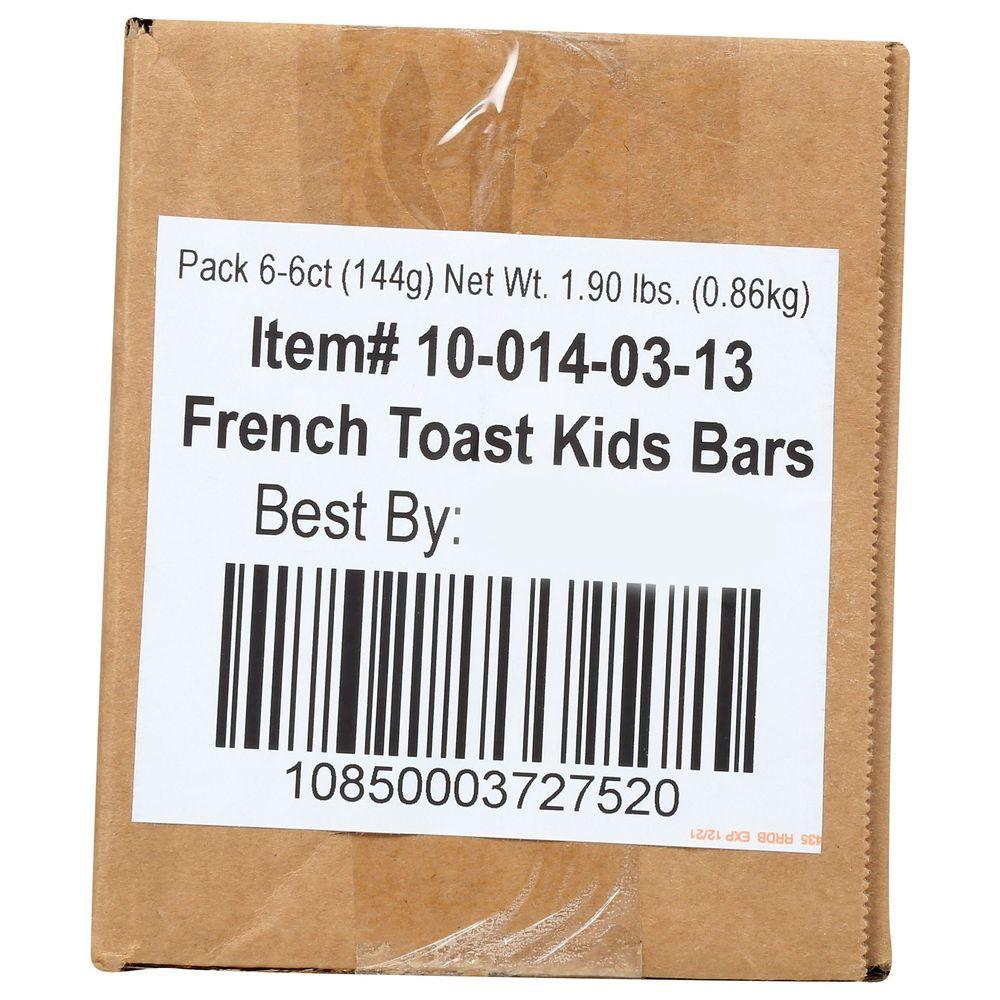 Pack 6-6ct (144g) Net Wt. 1.90 lbs. (0.86kg)
Item# 10-014-03-13
French Toast Kids Bars
Best By:
10850003727520
435 RRDB EXP 12/21